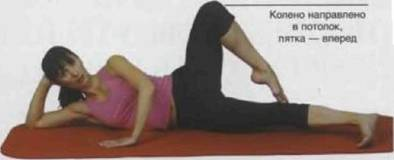 Колено направлено
в потолок,
пятка — вперед